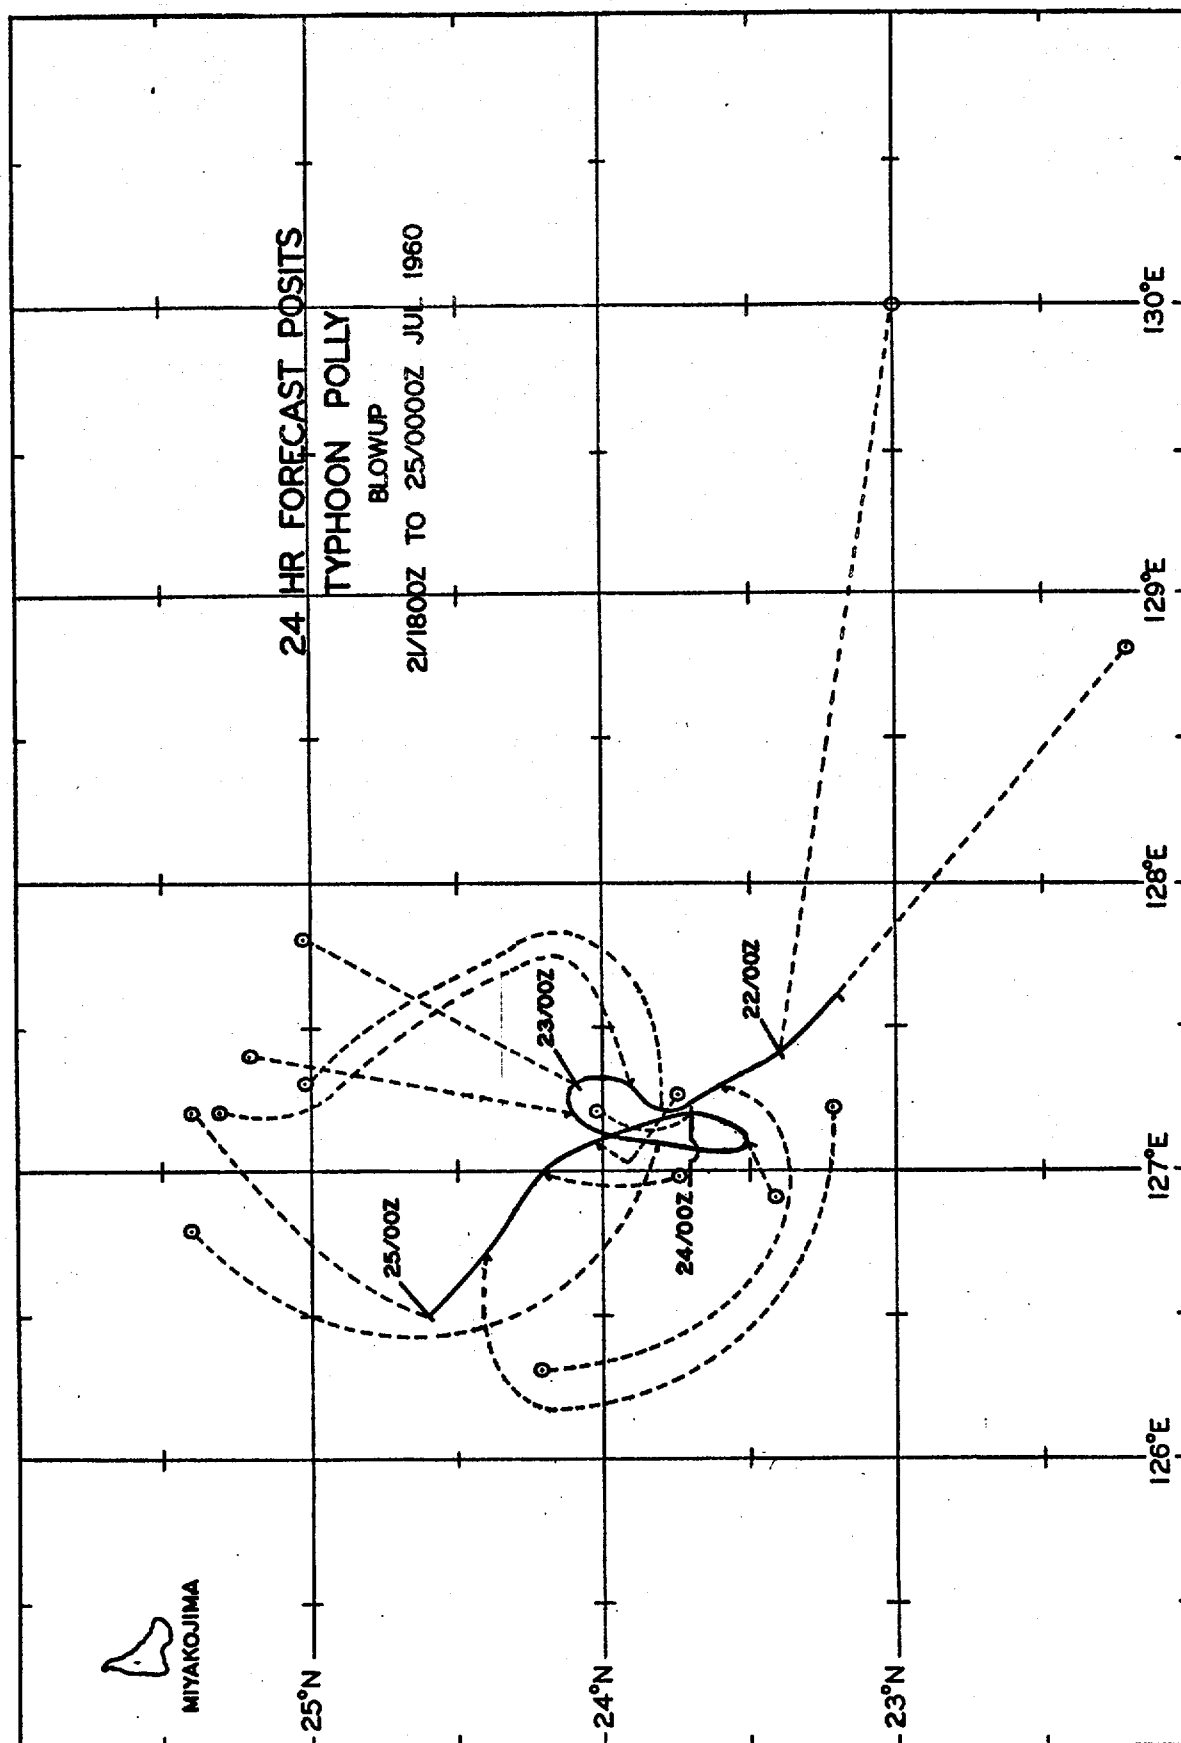 24 HR FORECAST POSITS
TYPHOON POLLY
BLOWUP
21/1800Z TO 25/0000Z JUL 1960
MIYAKOJIMA
25/00Z
23/00Z
24/00Z
22/00Z
25°N
24°N
23°N
126°E
127°E
128°E
129°E
130°E